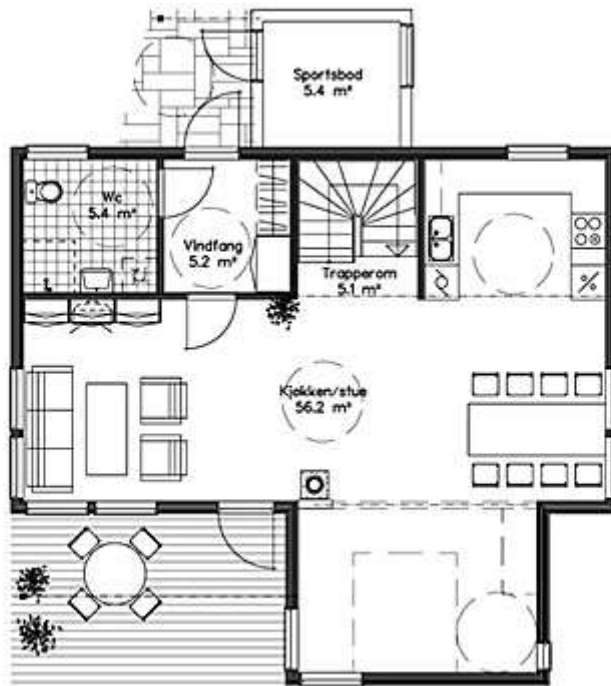 Sportsbod
5.4 m²
Wc
5.4 m²
Vindfang
5.2 m²
Trapperom
5.1 m²
Kjøkken/stue
56.2 m²